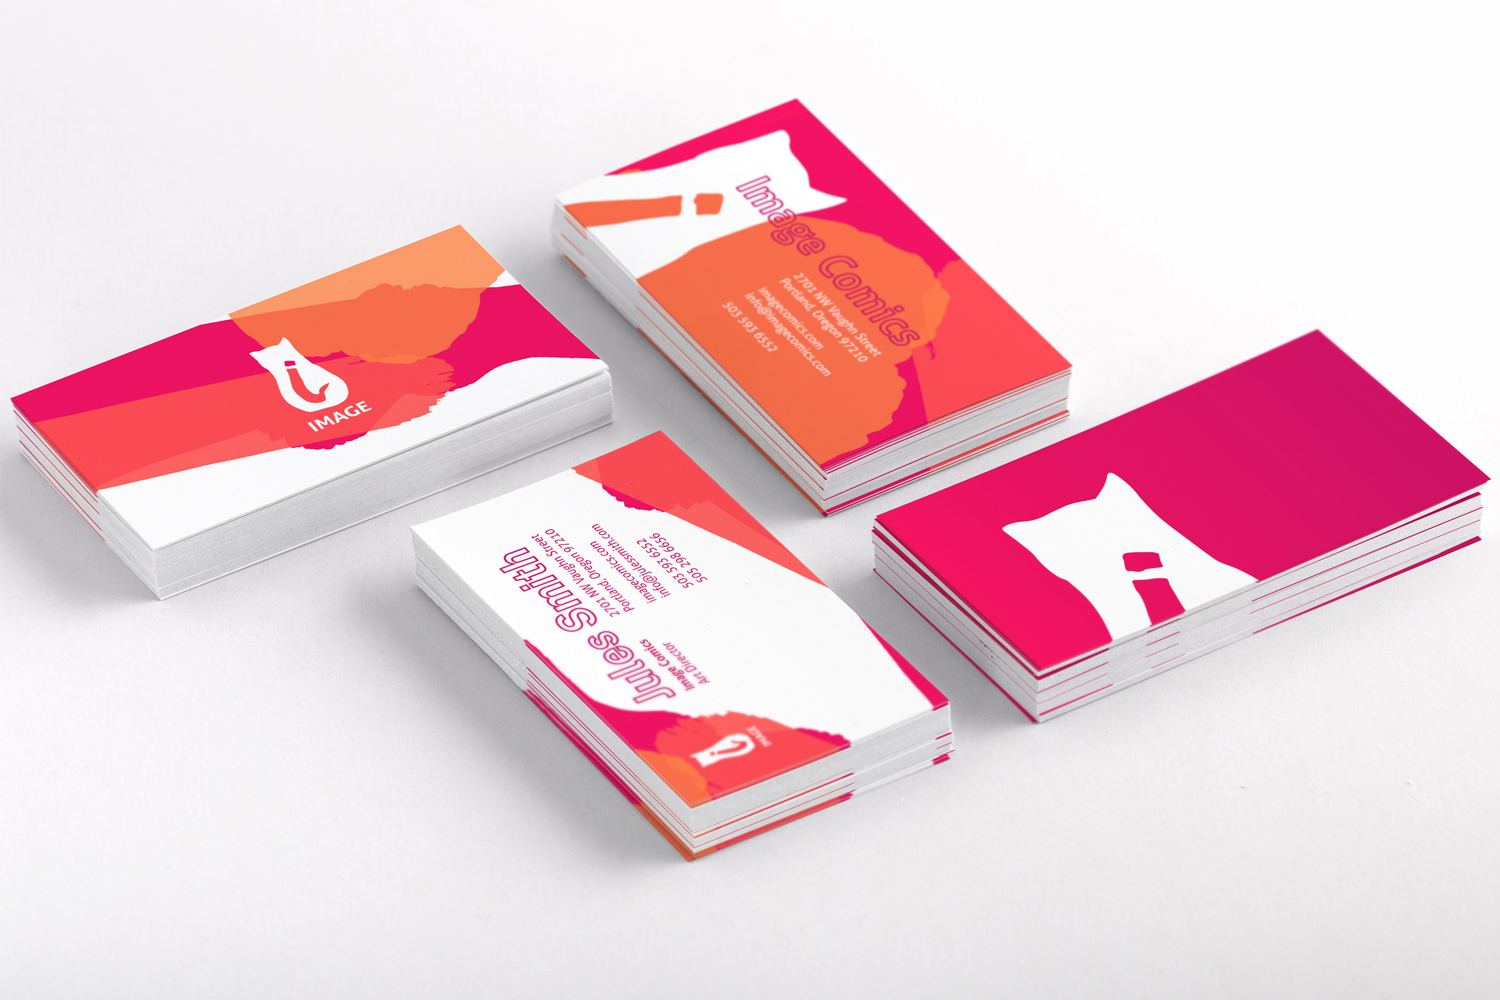 IMAGE
Image Comics
2701 NW Vaughn Street
Portland, Oregon 97210
imagecomics.com
info@imagecomics.com
503 593 6552
Jules Smith
Image Comics
Art Director
2701 NW Vaughn Street
Portland, Oregon 97210
imagecomics.com
info@julessmith.com
503 593 6552
505 298 6656
IMAGE